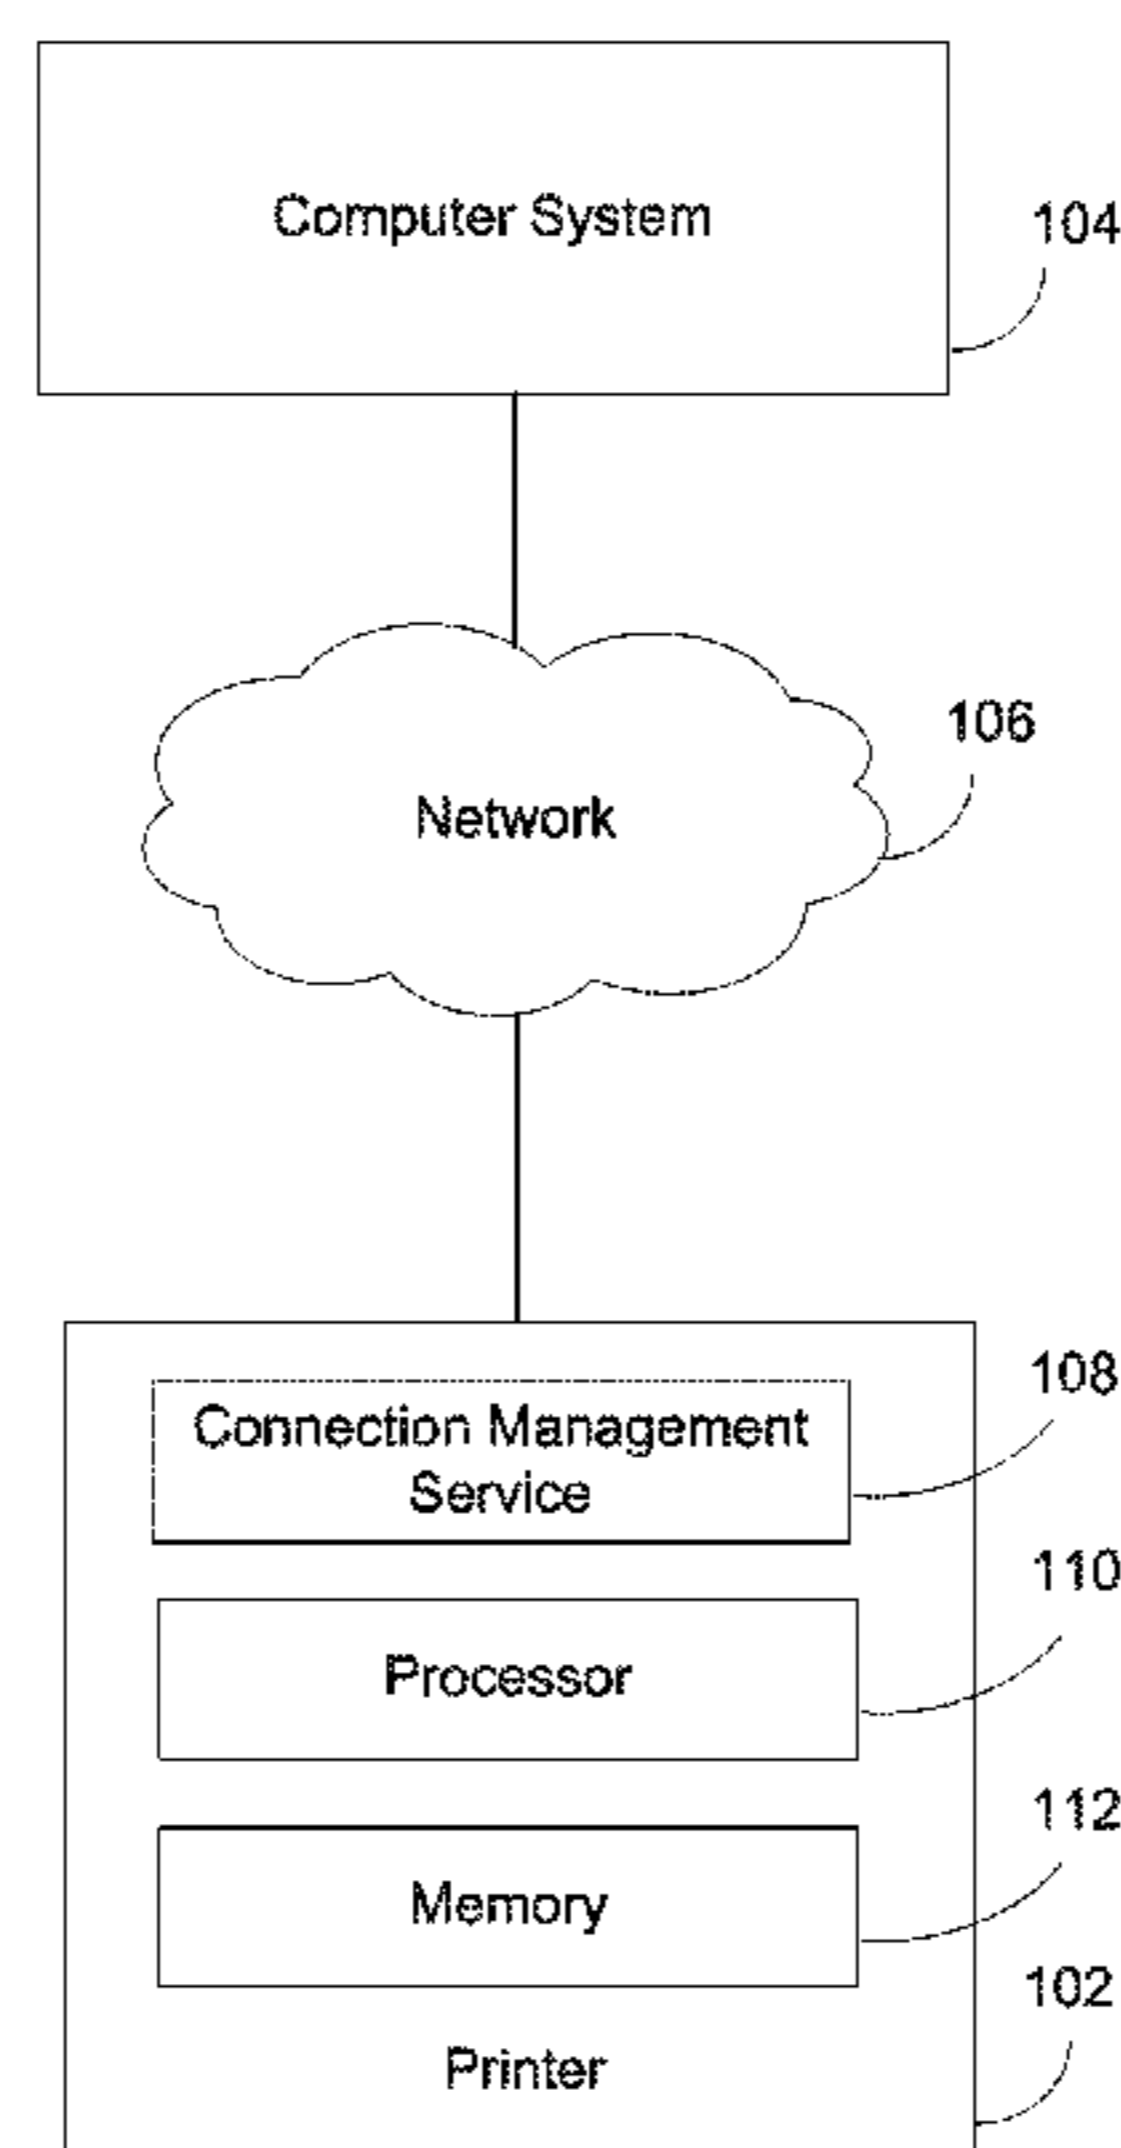 Computer System
104
106
Network
108
Connection Management
Service
110
Processor
112
Memory
102
Printer